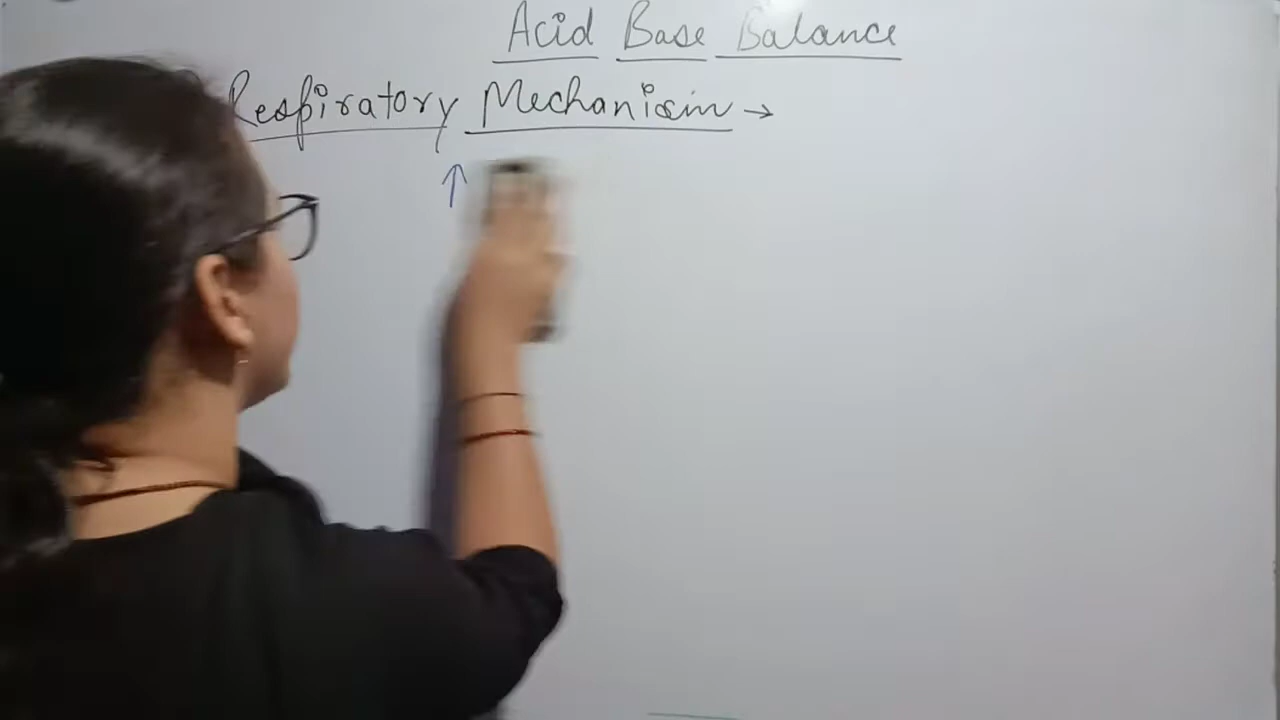 Acid Base Balance
Respiratory Mechanism →
↑